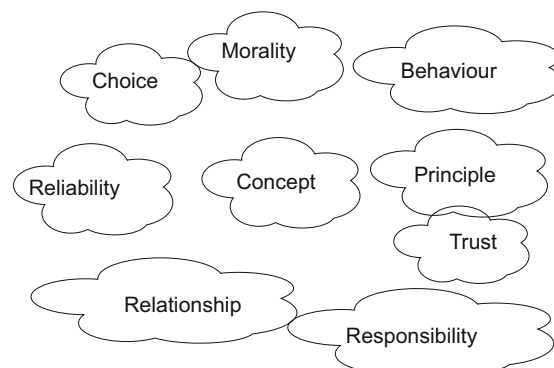 Morality
Choice
Behaviour
Reliability
Concept
Principle
Trust
Relationship
Responsibility